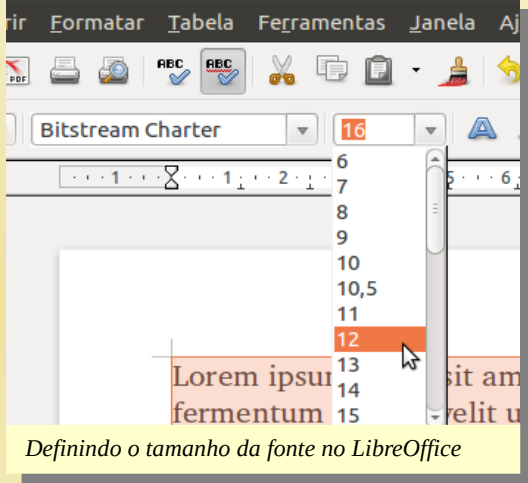 rir Formatar Tabela Ferramentas Janela Aj
PDF ABC ABC
Bitstream Charter 16
1 1 2 5 6
6
7
8
9
10
10,5
11
12
13
14
15
Lorem ipsum sit am
fermentum velit u
Definindo o tamanho da fonte no LibreOffice